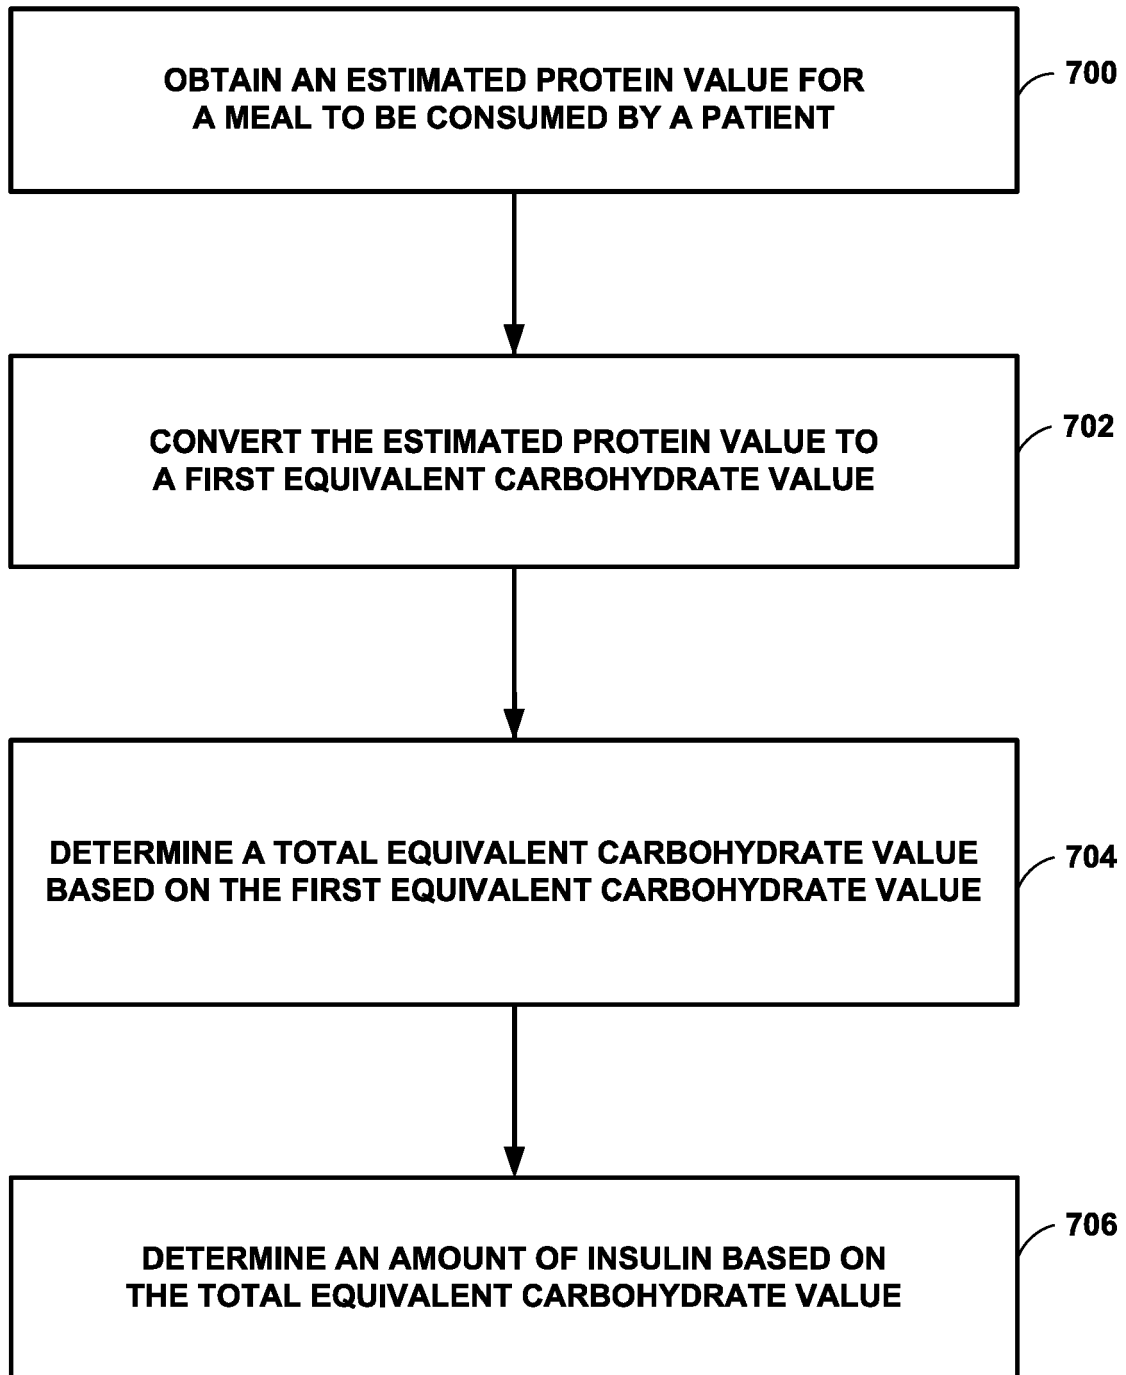 OBTAIN AN ESTIMATED PROTEIN VALUE FOR
A MEAL TO BE CONSUMED BY A PATIENT
700
CONVERT THE ESTIMATED PROTEIN VALUE TO
A FIRST EQUIVALENT CARBOHYDRATE VALUE
702
DETERMINE A TOTAL EQUIVALENT CARBOHYDRATE VALUE
BASED ON THE FIRST EQUIVALENT CARBOHYDRATE VALUE
704
DETERMINE AN AMOUNT OF INSULIN BASED ON
THE TOTAL EQUIVALENT CARBOHYDRATE VALUE
706